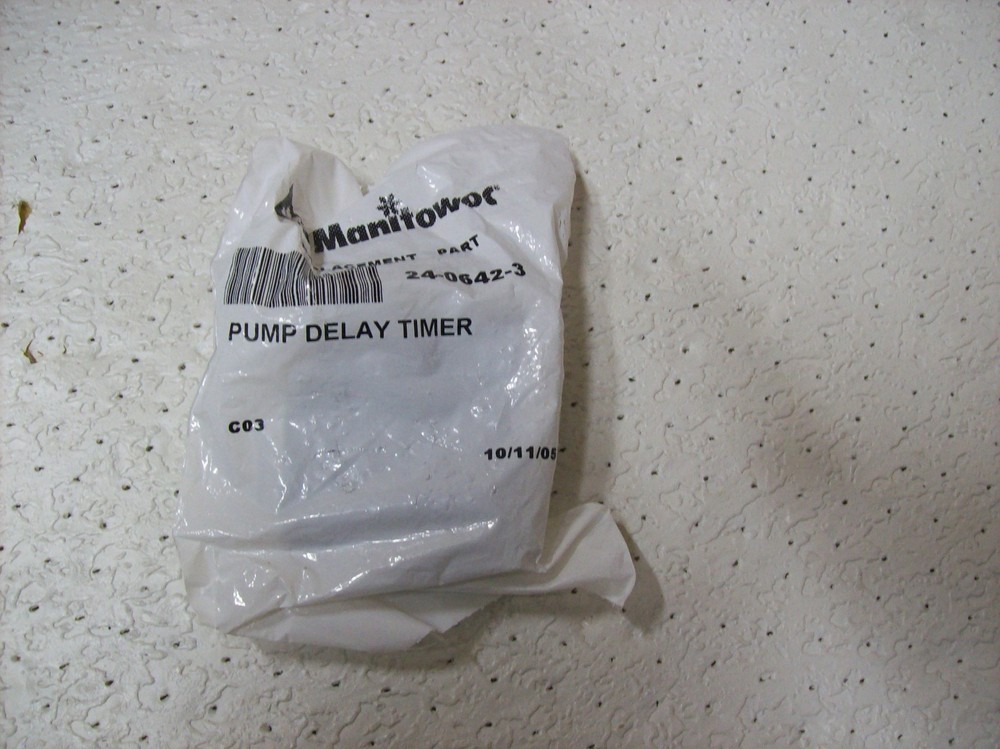 Manitowoc
PART
24-0642-3
PUMP DELAY TIMER
C03
10/11/05